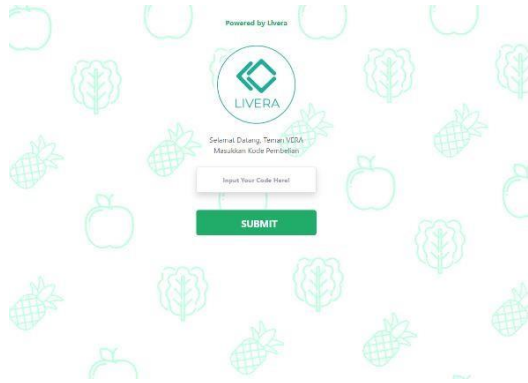 Powered by Livera
LIVERA
Selamat Datang, Teman VERA
Masukkan Kode Pembelian
Input Your Code Here!
SUBMIT